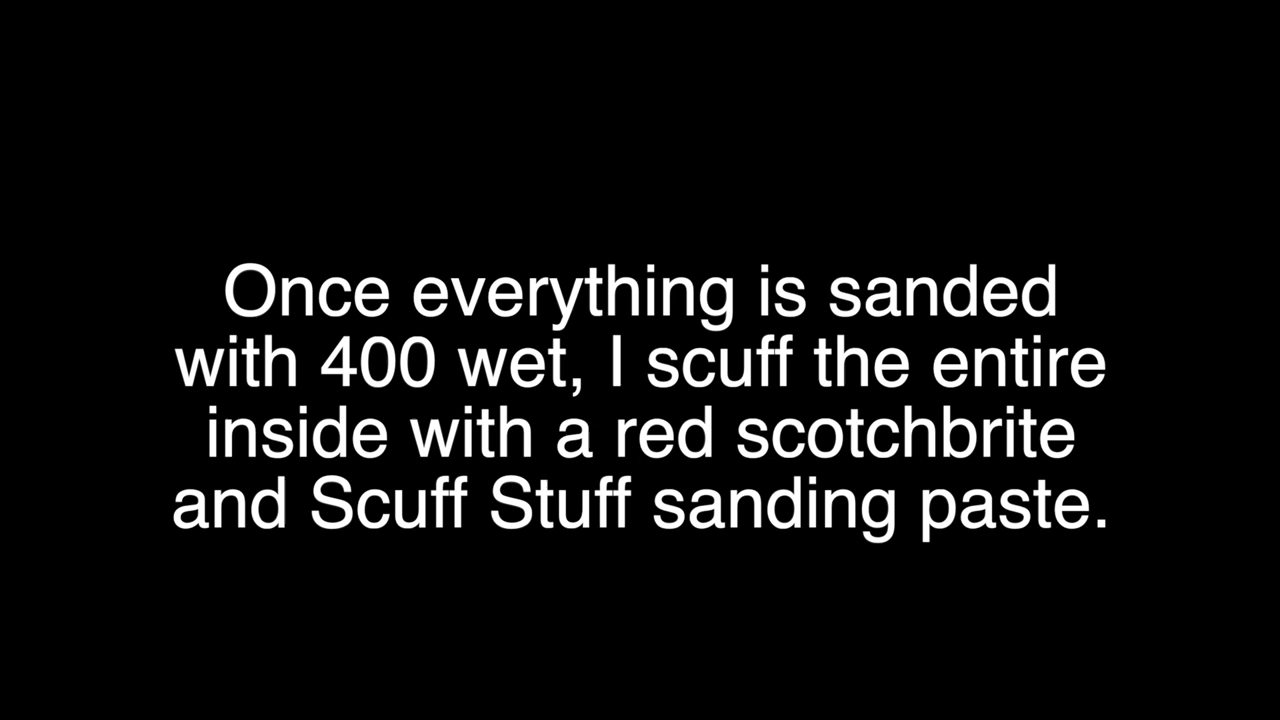 Once everything is sanded
with 400 wet, I scuff the entire
inside with a red scotchbrite
and Scuff Stuff sanding paste.